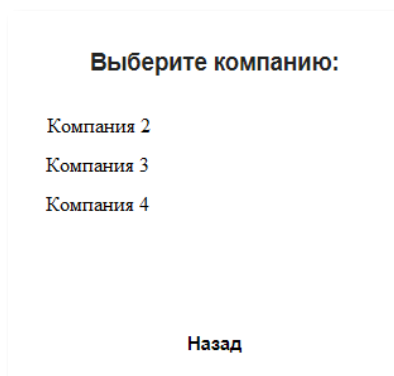 Выберите компанию:
Компания 2
Компания 3
Компания 4
Назад